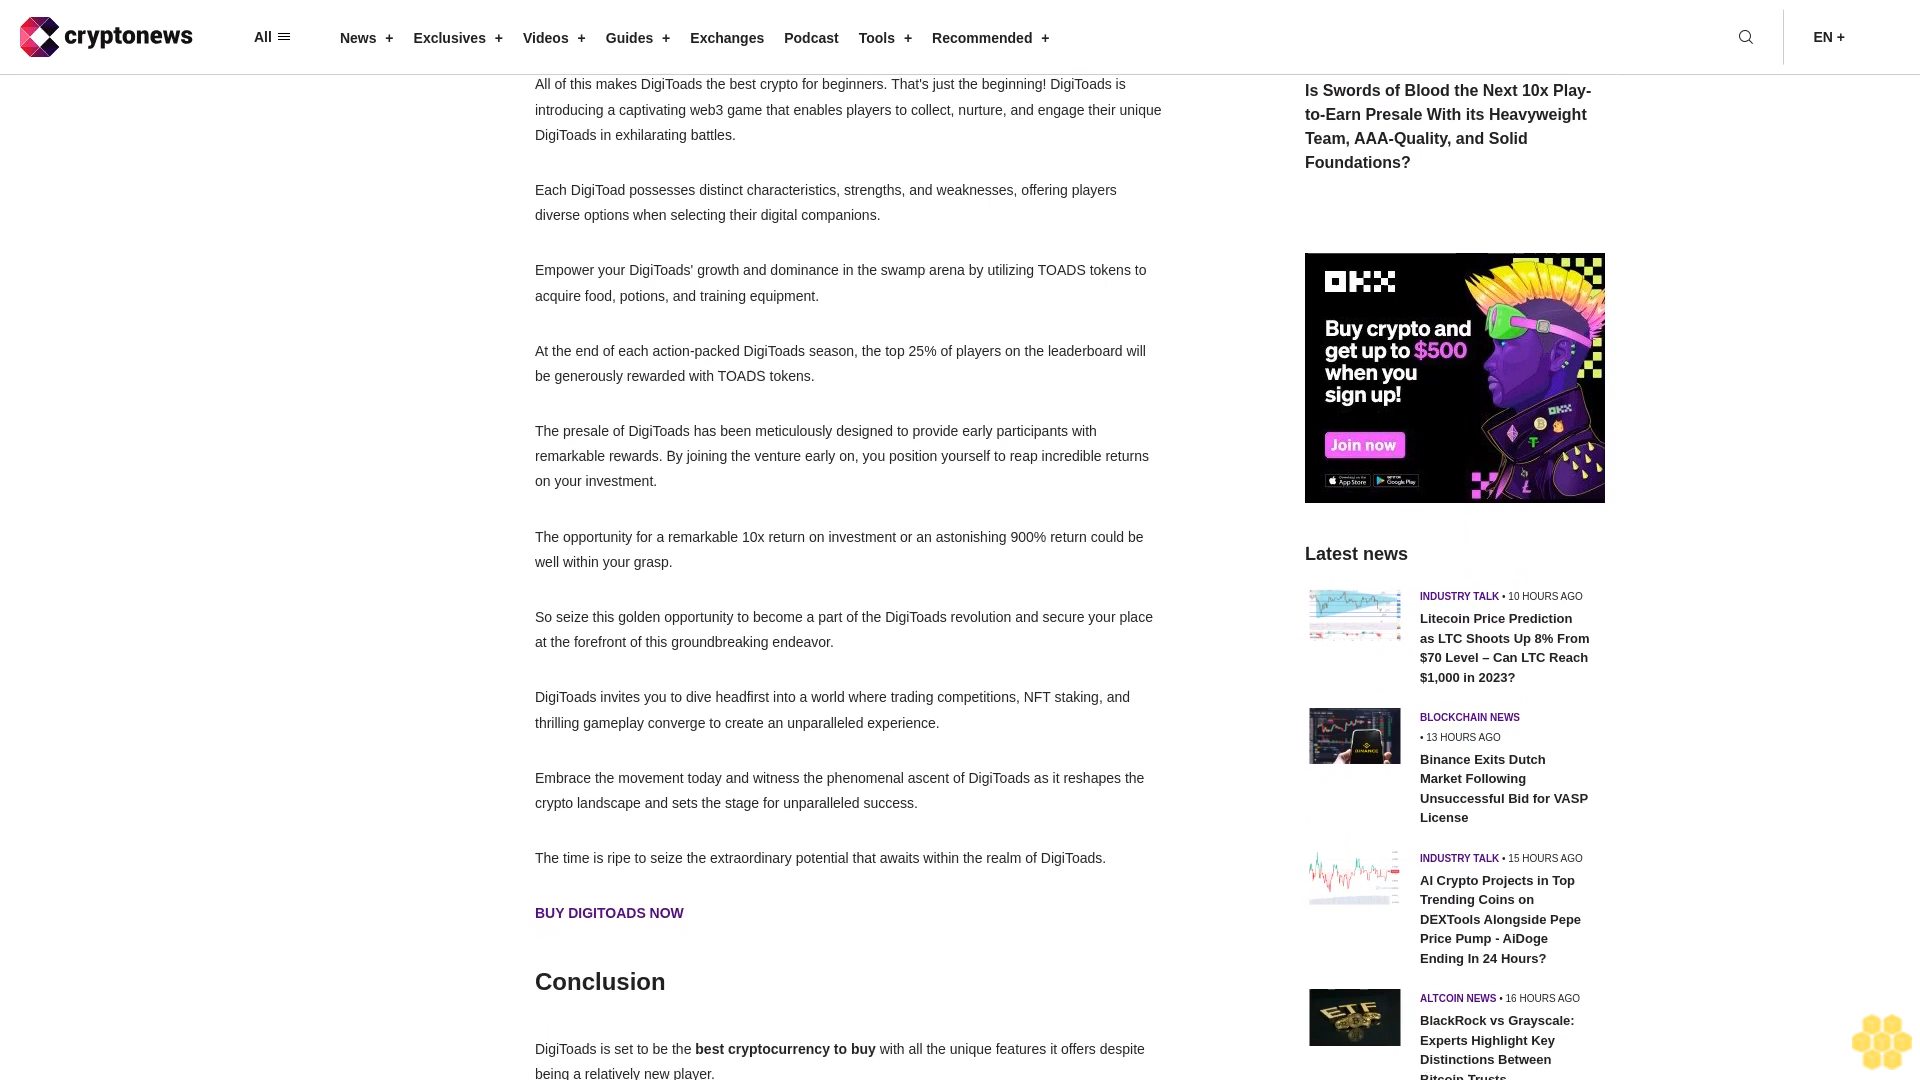 cryptonews
All
News +
Exclusives +
Videos +
Guides +
Exchanges
Podcast
Tools +
Recommended +
EN +
All of this makes DigiToads the best crypto for beginners. That's just the beginning! DigiToads is
introducing a captivating web3 game that enables players to collect, nurture, and engage their unique
DigiToads in exhilarating battles.
Each DigiToad possesses distinct characteristics, strengths, and weaknesses, offering players
diverse options when selecting their digital companions.
Empower your DigiToads' growth and dominance in the swamp arena by utilizing TOADS tokens to
acquire food, potions, and training equipment.
At the end of each action-packed DigiToads season, the top 25% of players on the leaderboard will
be generously rewarded with TOADS tokens.
The presale of DigiToads has been meticulously designed to provide early participants with
remarkable rewards. By joining the venture early on, you position yourself to reap incredible returns
on your investment.
The opportunity for a remarkable 10x return on investment or an astonishing 900% return could be
well within your grasp.
So seize this golden opportunity to become a part of the DigiToads revolution and secure your place
at the forefront of this groundbreaking endeavor.
DigiToads invites you to dive headfirst into a world where trading competitions, NFT staking, and
thrilling gameplay converge to create an unparalleled experience.
Embrace the movement today and witness the phenomenal ascent of DigiToads as it reshapes the
crypto landscape and sets the stage for unparalleled success.
The time is ripe to seize the extraordinary potential that awaits within the realm of DigiToads.
BUY DIGITOADS NOW
Conclusion
DigiToads is set to be the best cryptocurrency to buy with all the unique features it offers despite
being a relatively new player.
Is Swords of Blood the Next 10x Play-
to-Earn Presale With its Heavyweight
Team, AAA-Quality, and Solid
Foundations?
OKX
Buy crypto and
get up to $500
when you
sign up!
Join now
App Store
Google Play
Latest news
INDUSTRY TALK • 10 HOURS AGO
Litecoin Price Prediction
as LTC Shoots Up 8% From
$70 Level – Can LTC Reach
$1,000 in 2023?
BLOCKCHAIN NEWS
• 13 HOURS AGO
Binance Exits Dutch
Market Following
Unsuccessful Bid for VASP
License
BINANCE
INDUSTRY TALK • 15 HOURS AGO
AI Crypto Projects in Top
Trending Coins on
DEXTools Alongside Pepe
Price Pump - AiDoge
Ending In 24 Hours?
ETF
ALTCOIN NEWS • 16 HOURS AGO
BlackRock vs Grayscale:
Experts Highlight Key
Distinctions Between
Bitcoin Trusts